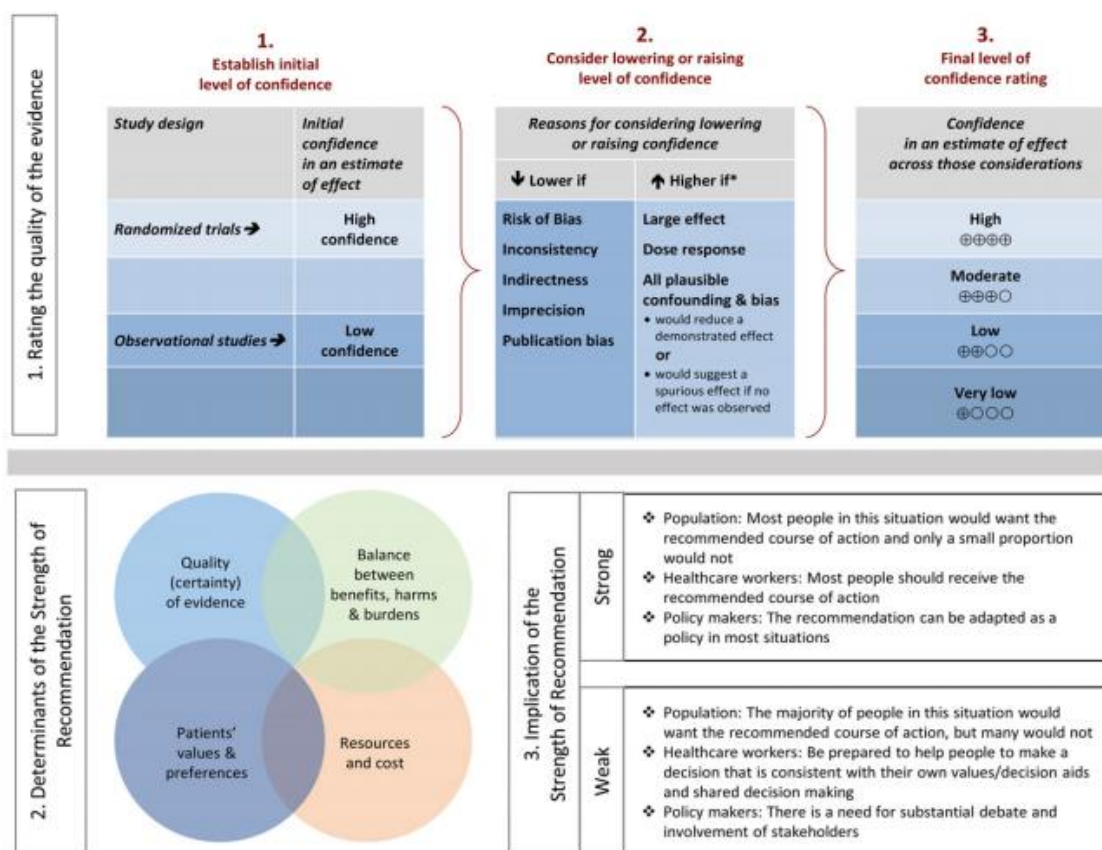 1. Rating the quality of the evidence
1.
Establish initial
level of confidence
Study design
Initial
confidence
in an estimate
of effect
Randomized trials ➔
High
confidence
Observational studies ➔
Low
confidence
2.
Consider lowering or raising
level of confidence
Reasons for considering lowering
or raising confidence
🡇 Lower if
🡅 Higher if*
Risk of Bias
Inconsistency
Indirectness
Imprecision
Publication bias
Large effect
Dose response
All plausible
confounding & bias
• would reduce a
demonstrated effect
or
• would suggest a
spurious effect if no
effect was observed
3.
Final level of
confidence rating
Confidence
in an estimate of effect
across those considerations
High
⊕⊕⊕⊕
Moderate
⊕⊕⊕○
Low
⊕⊕○○
Very low
⊕○○○
2. Determinants of the Strength of
Recommendation
Quality
(certainty)
of evidence
Balance
between
benefits, harms
& burdens
Patients'
values &
preferences
Resources
and cost
3. Implication of the
Strength of Recommendation
Strong
❖ Population: Most people in this situation would want the
recommended course of action and only a small proportion
would not
❖ Healthcare workers: Most people should receive the
recommended course of action
❖ Policy makers: The recommendation can be adapted as a
policy in most situations
Weak
❖ Population: The majority of people in this situation would
want the recommended course of action, but many would not
❖ Healthcare workers: Be prepared to help people to make a
decision that is consistent with their own values/decision aids
and shared decision making
❖ Policy makers: There is a need for substantial debate and
involvement of stakeholders